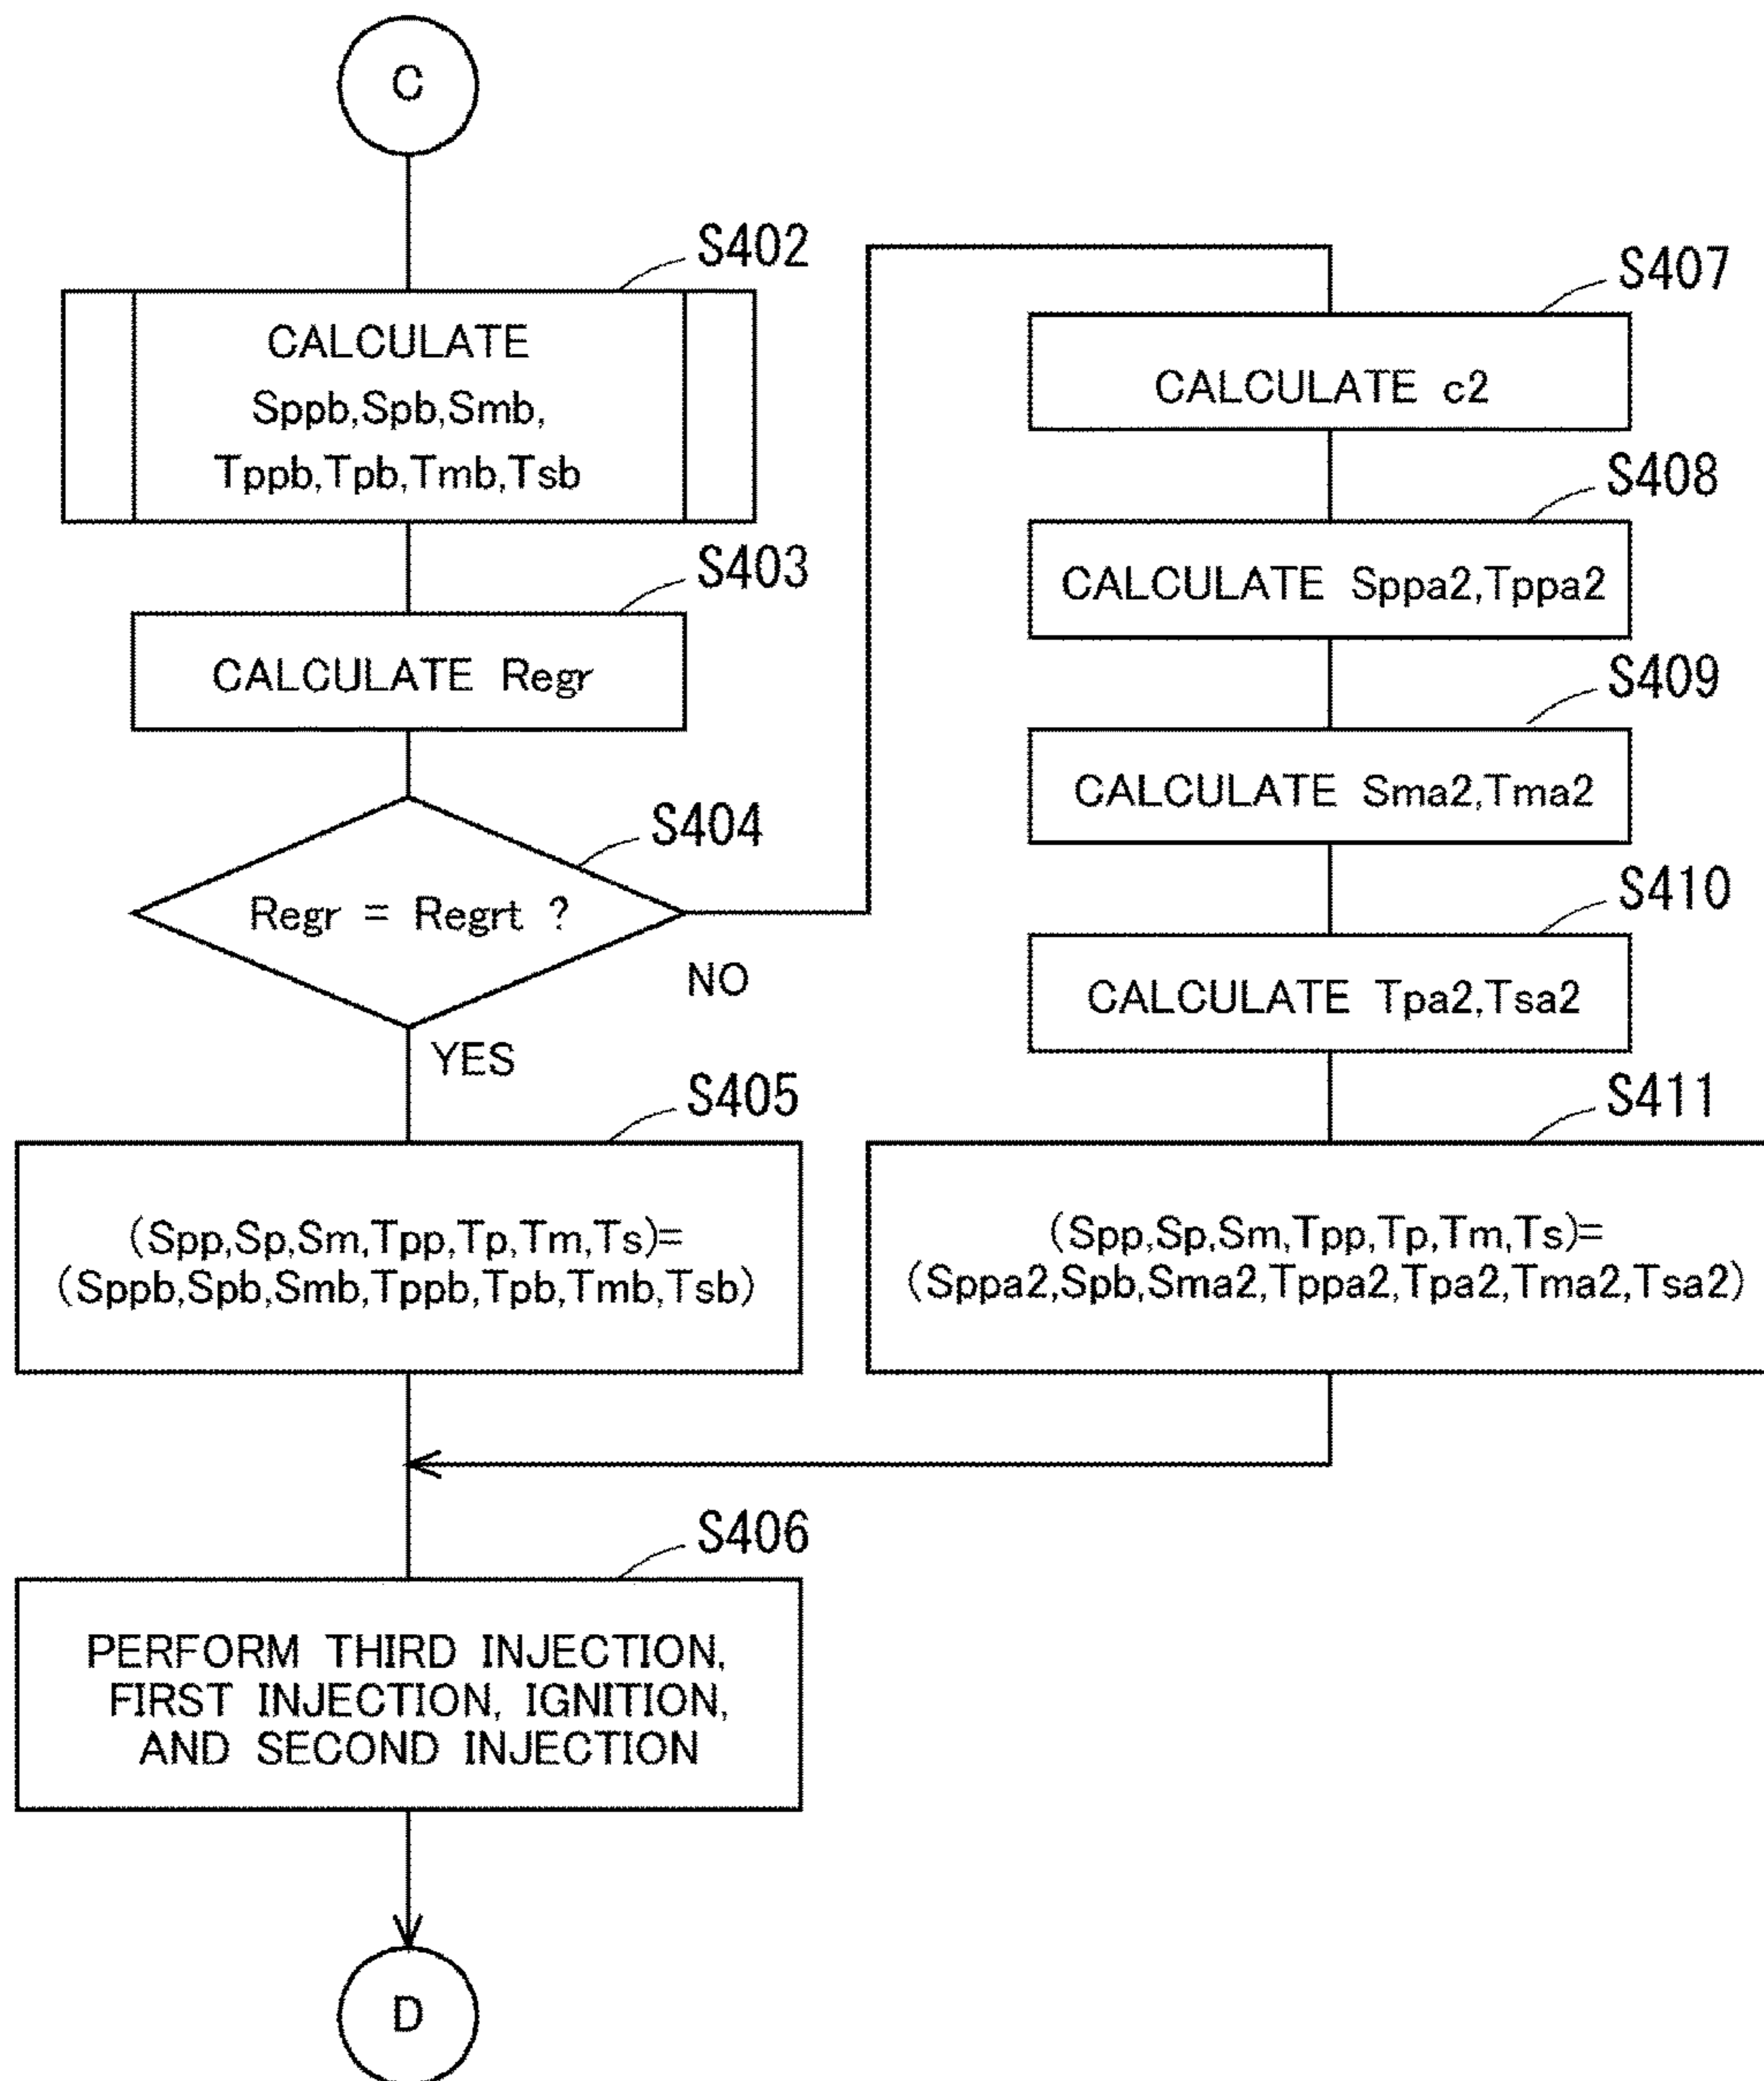 C
S402
CALCULATE
Sppb,Spb,Smb,
Tppb,Tpb,Tmb,Tsb
S403
CALCULATE Regr
S404
Regr = Regrt ?
NO
YES
S405
(Spp,Sp,Sm,Tpp,Tp,Tm,Ts)=
(Sppb,Spb,Smb,Tppb,Tpb,Tmb,Tsb)
S407
CALCULATE c2
S408
CALCULATE Sppa2,Tppa2
S409
CALCULATE Sma2,Tma2
S410
CALCULATE Tpa2,Tsa2
S411
(Spp,Sp,Sm,Tpp,Tp,Tm,Ts)=
(Sppa2,Spb,Sma2,Tppa2,Tpa2,Tma2,Tsa2)
S406
PERFORM THIRD INJECTION,
FIRST INJECTION, IGNITION,
AND SECOND INJECTION
D